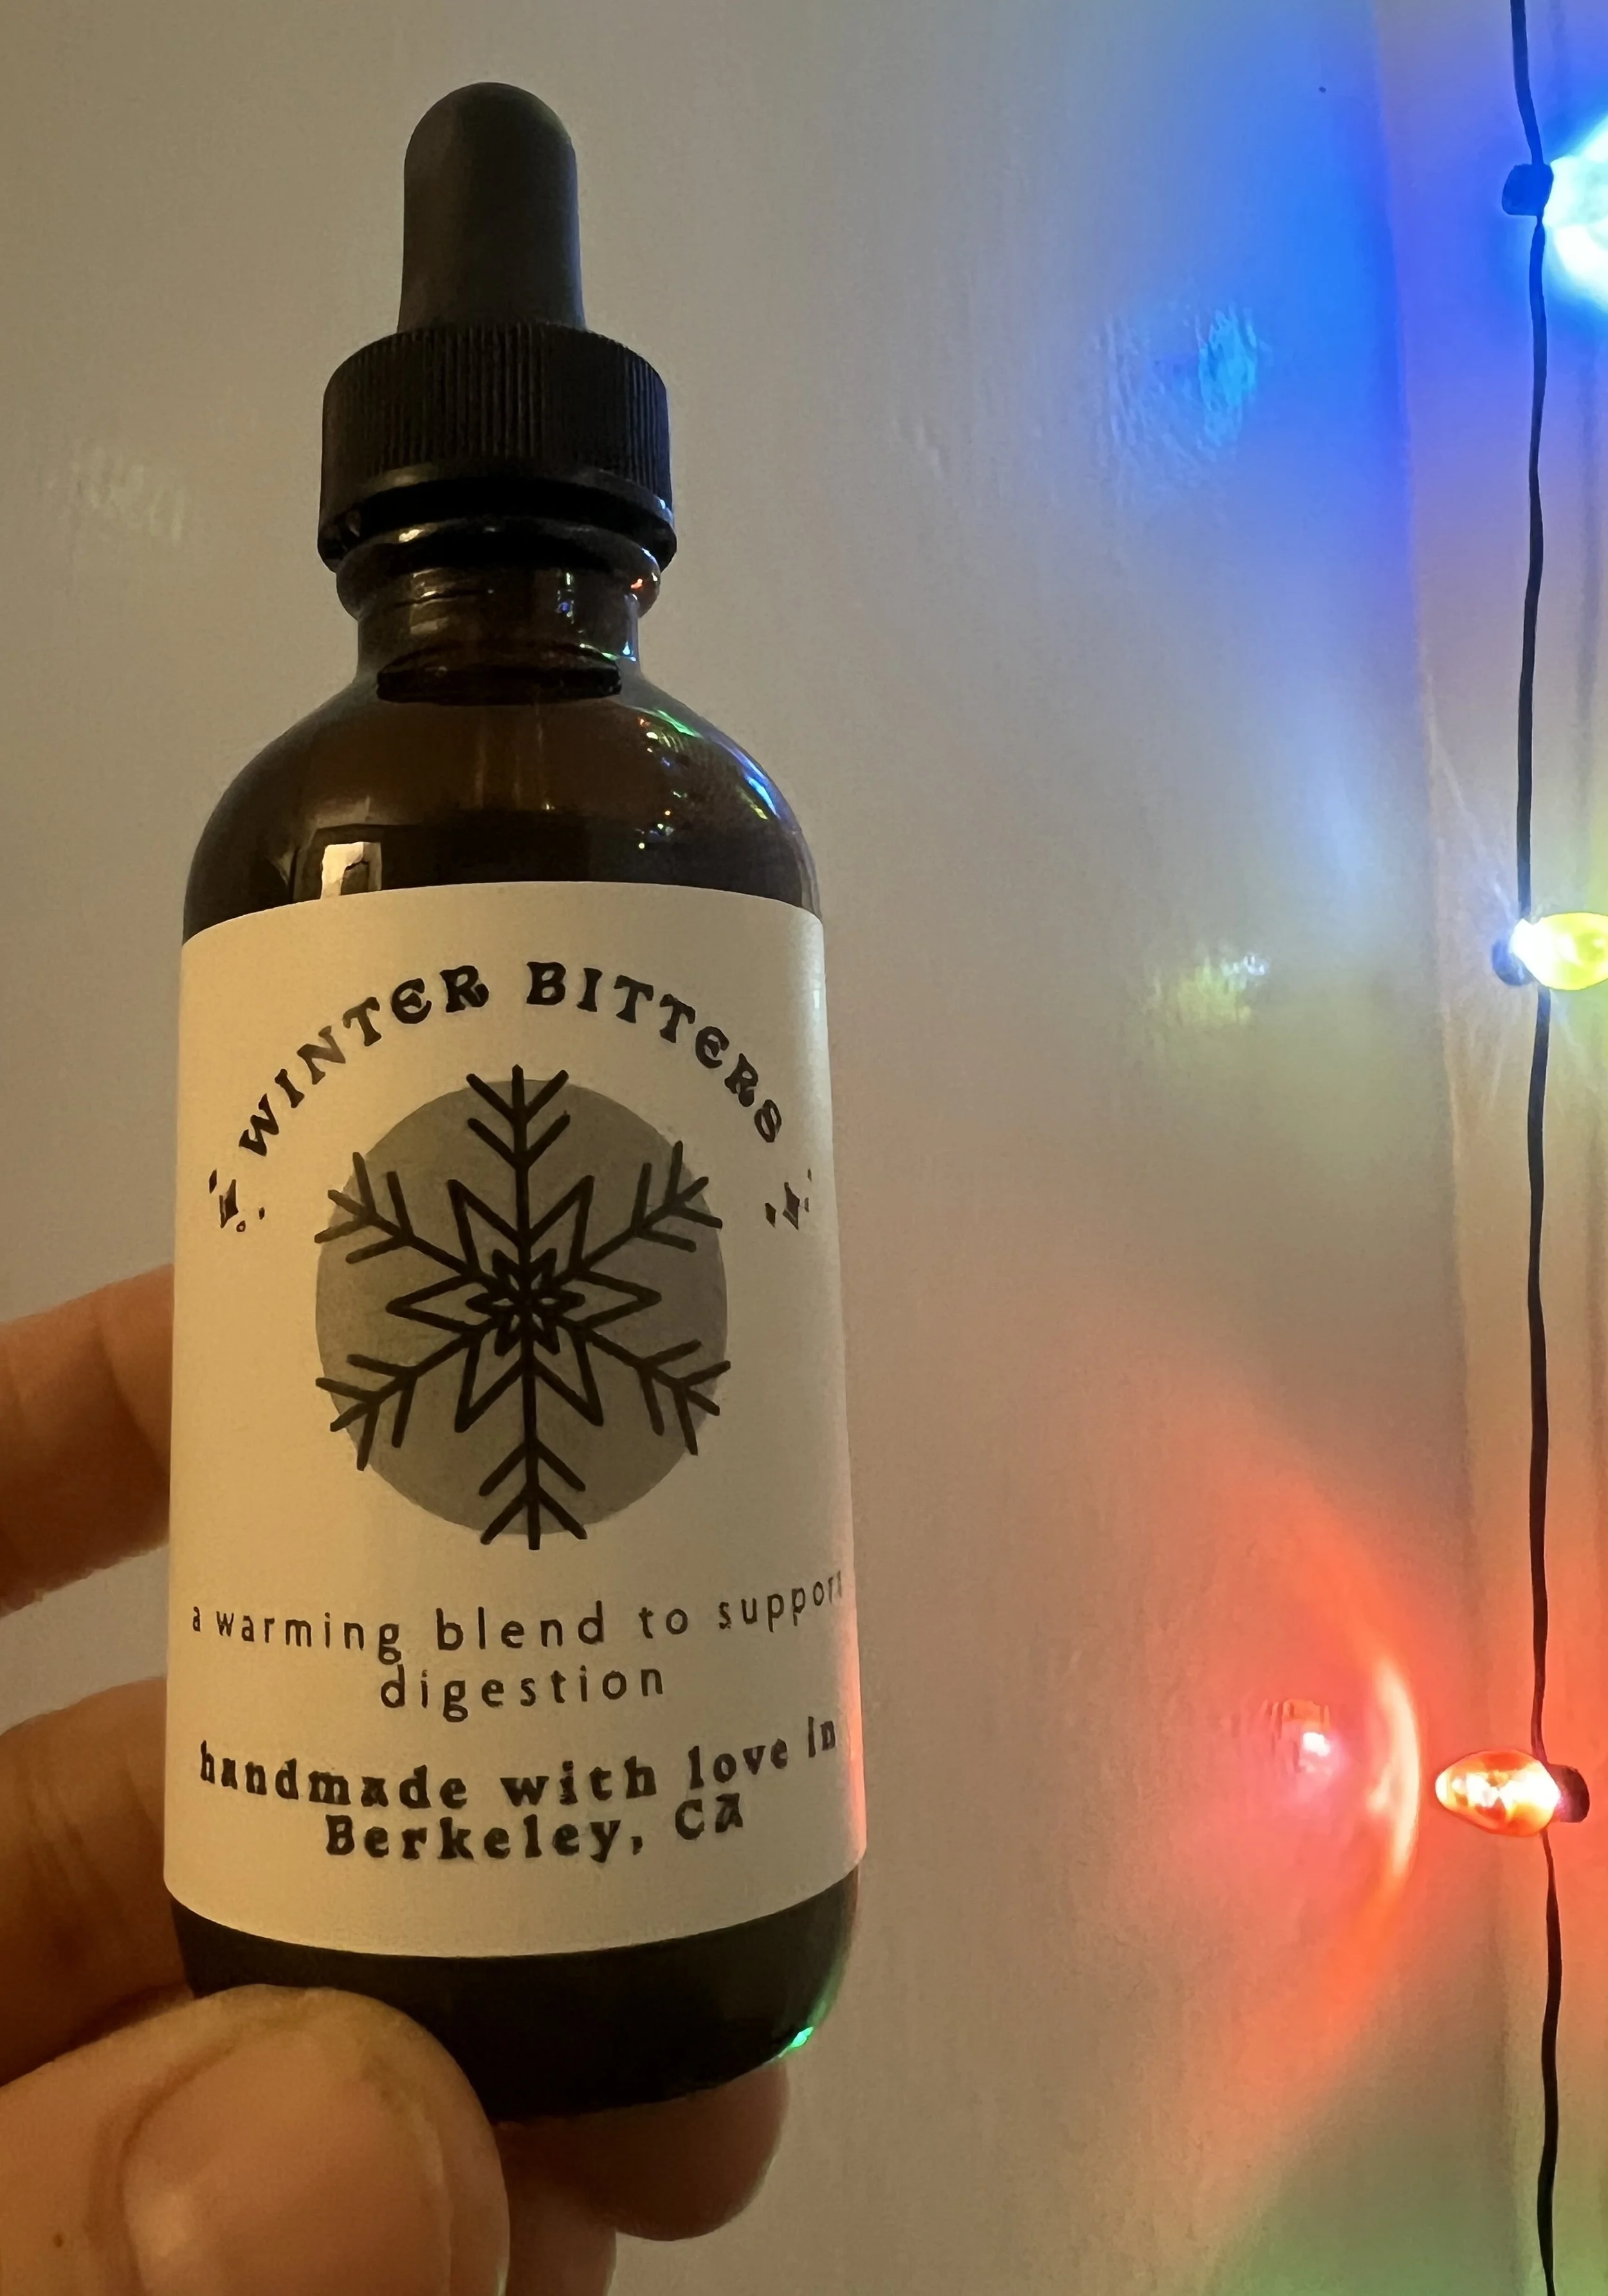 WINTER BITTERS
a warming blend to support
digestion
handmade with love in
Berkeley, CA